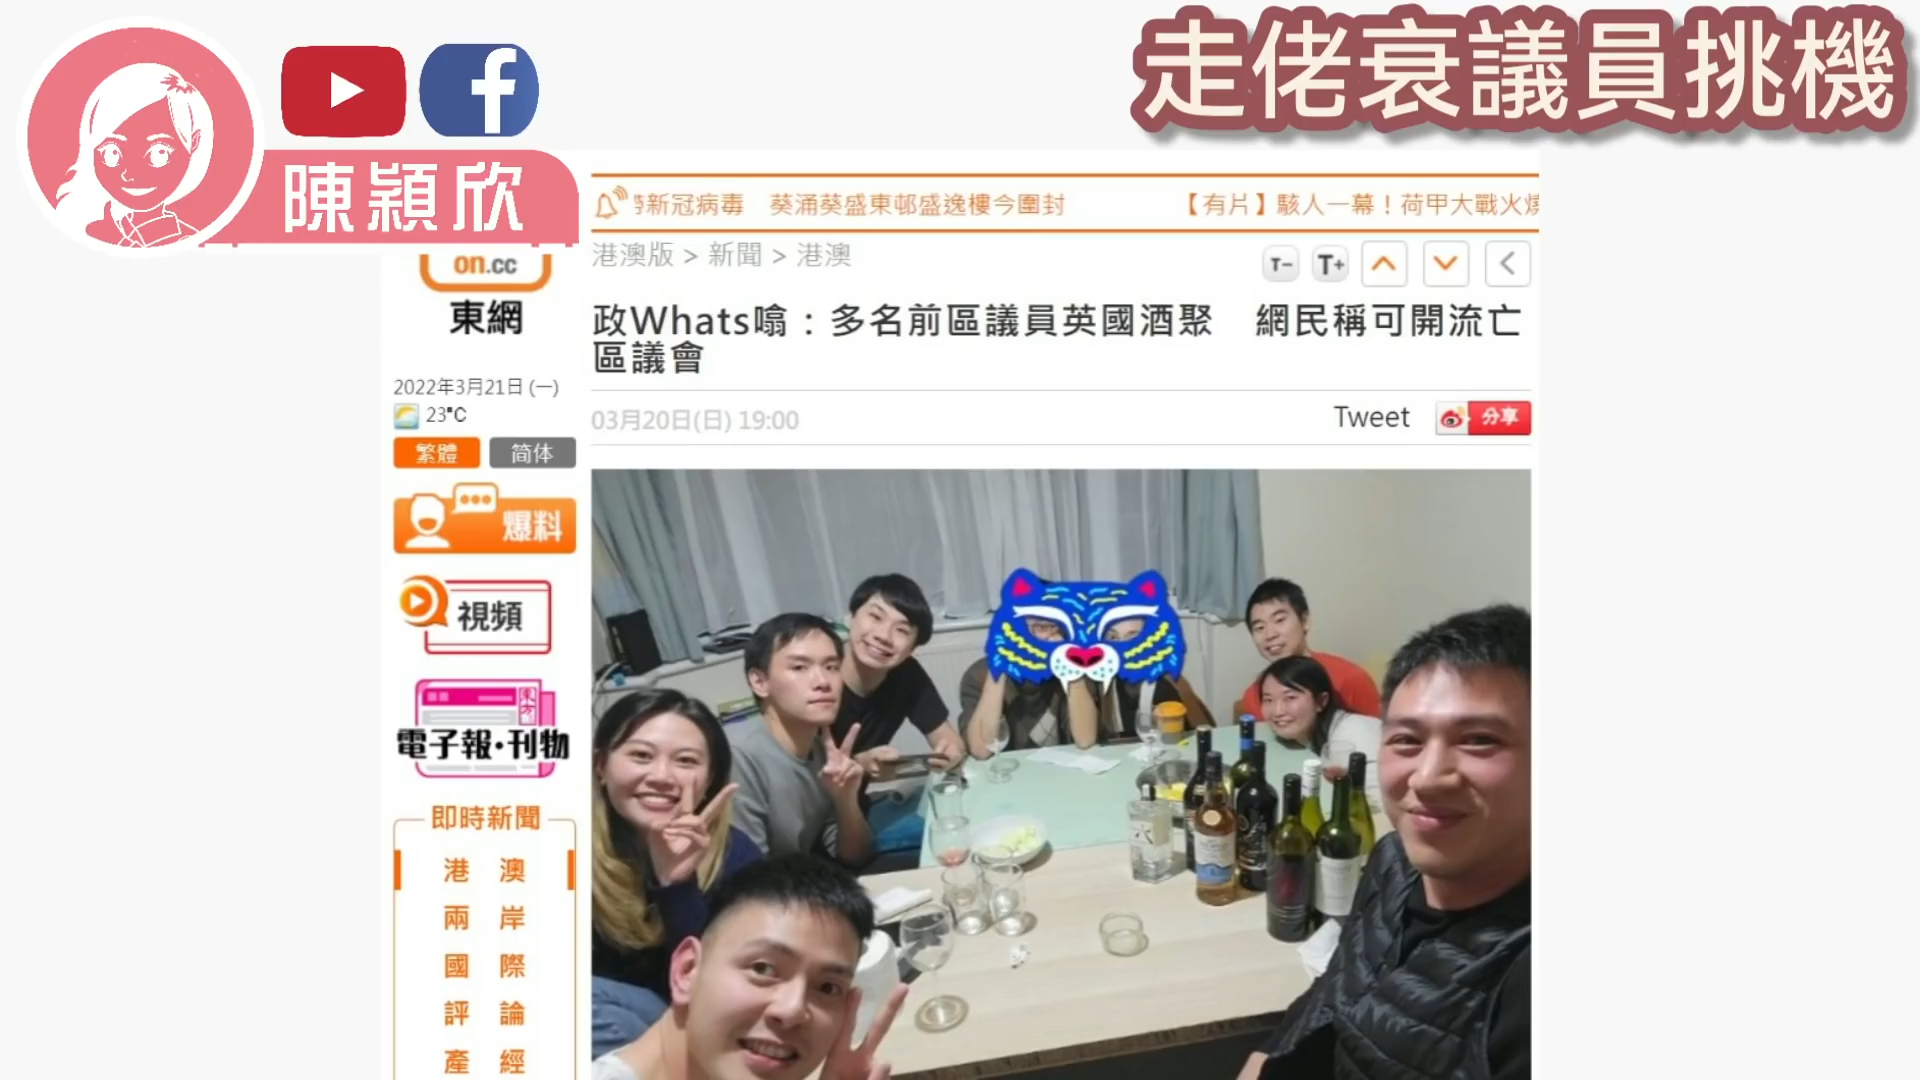 走佬衰議員挑機
陳穎欣
新冠病毒 葵涌葵盛東邨盛逸樓今圍封 【有片】駭人一幕！荷甲大戰火
港澳版 > 新聞 > 港澳
T- T+
on.cc
東網
政Whats噏：多名前區議員英國酒聚 網民稱可開流亡
區議會
2022年3月21日 (一)
23°C
03月20日(日) 19:00
Tweet
分享
繁體 简体
爆料
視頻
東方
電子報·刊物
即時新聞
港澳
兩岸
國際
評論
產經